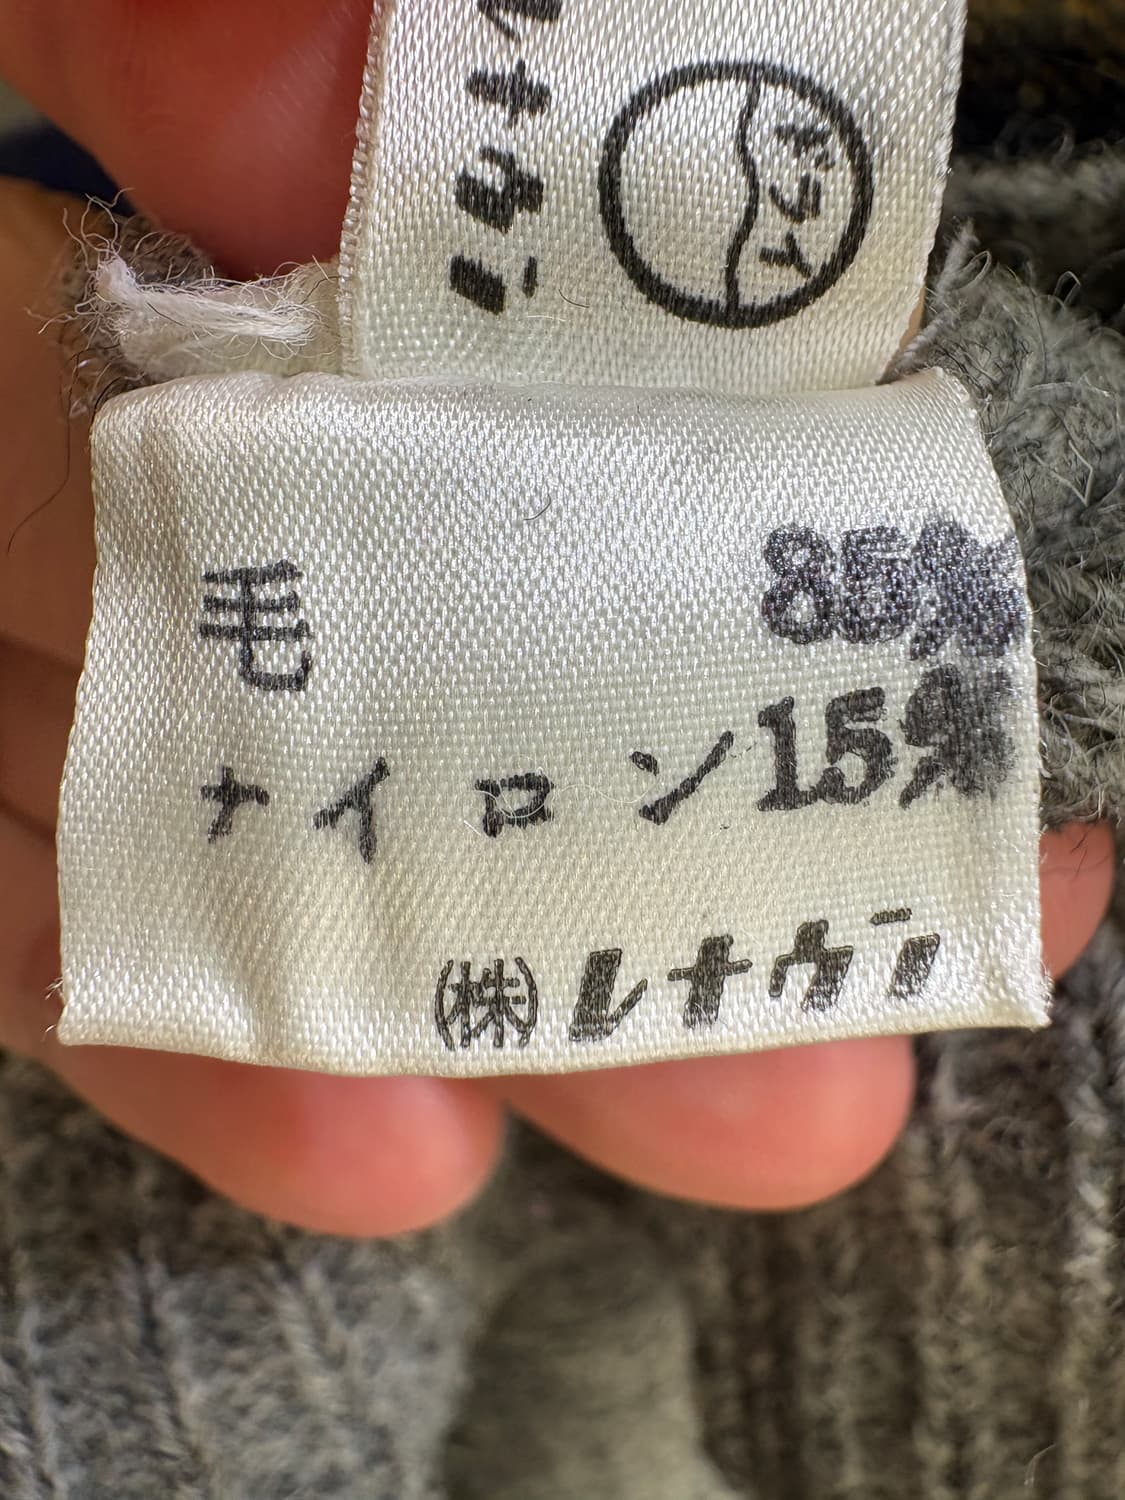 ドライ
毛 85%
ナイロン 15%
㈱レナウン